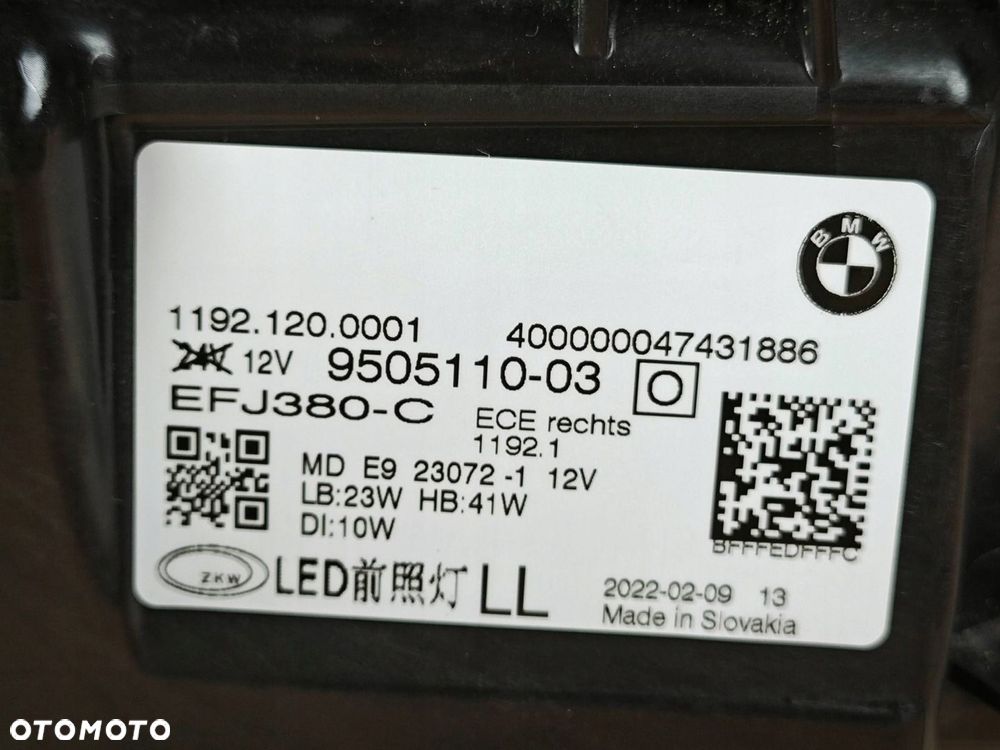 BMW
1192.120.0001 400000047431886
24V 12V 9505110-03 O
EFJ380-C ECE rechts
1192.1
MD E9 23072-1 12V
LB:23W HB:41W
DI:10W
BFFFEDFFFC
ZKW LED前照灯 LL
2022-02-09 13
Made in Slovakia
OTOMOTO